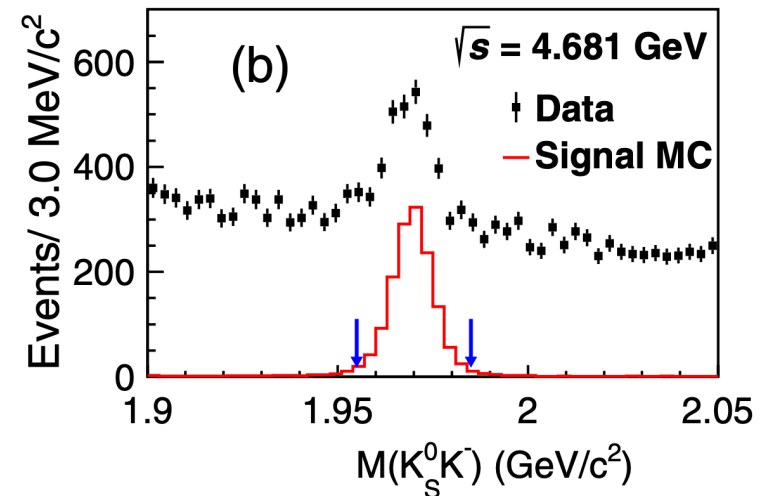 Events/ 3.0 MeV/c²
600
400
200
0
(b)
√s = 4.681 GeV
Data
Signal MC
1.9 1.95 2 2.05
M(K⁰_S K⁻) (GeV/c²)